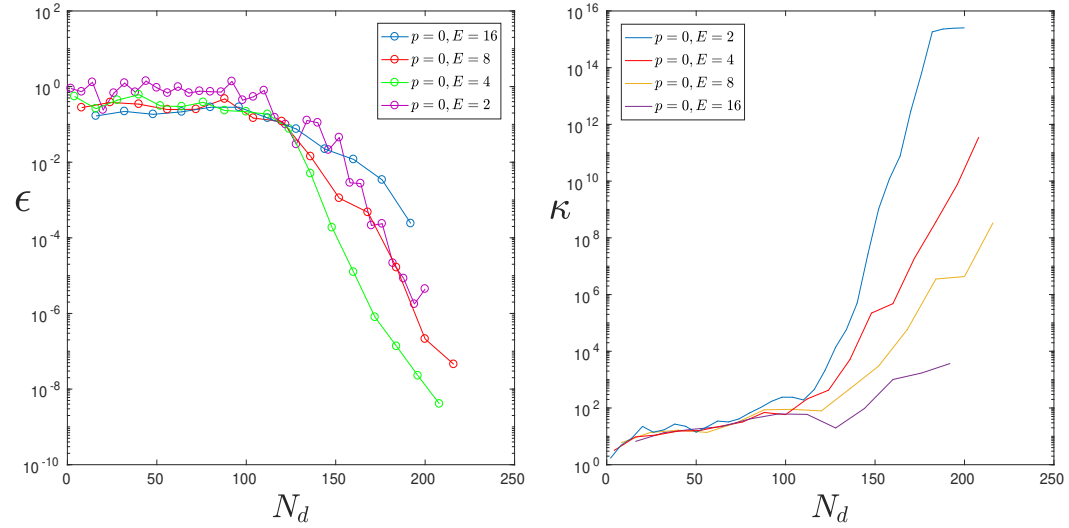 10^2
10^0
10^-2
10^-4
10^-6
10^-8
10^-10
ϵ
0
50
100
150
200
250
N_d
p = 0, E = 16
p = 0, E = 8
p = 0, E = 4
p = 0, E = 2
10^16
10^14
10^12
10^10
10^8
10^6
10^4
10^2
10^0
κ
0
50
100
150
200
250
N_d
p = 0, E = 2
p = 0, E = 4
p = 0, E = 8
p = 0, E = 16